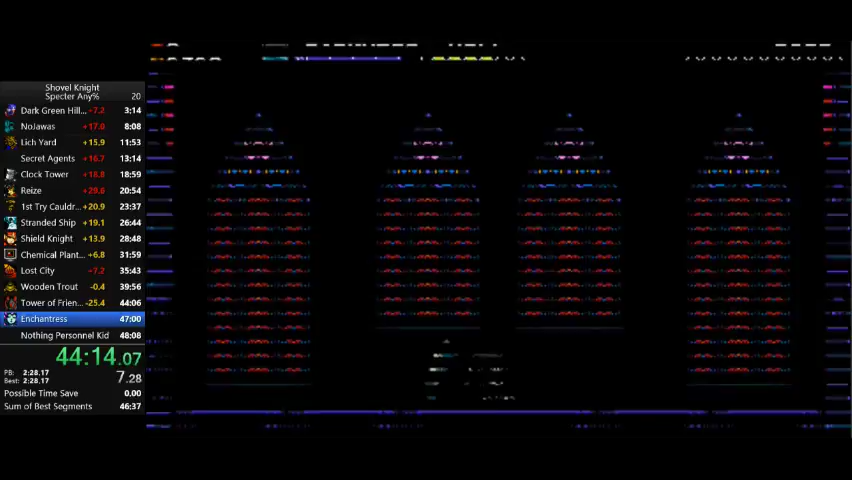 Shovel Knight
Specter Any% 20
Dark Green Hill... -7.2 3:14
NoJawas +17.0 8:08
Lich Yard +15.9 11:53
Secret Agents +16.7 13:14
Clock Tower +18.8 18:59
Reize +29.6 20:54
1st Try Cauldr... +20.9 23:37
Stranded Ship +19.1 26:44
Shield Knight +13.9 28:48
Chemical Plant... +6.8 31:59
Lost City -7.2 35:43
Wooden Trout -0.4 39:56
Tower of Frien... -25.4 44:06
Enchantress 47:00
Nothing Personnel Kid 48:08
44:14.07
PB: 2:28.17
Best: 2:28.17
7.28
Possible Time Save 0.00
Sum of Best Segments 46:37